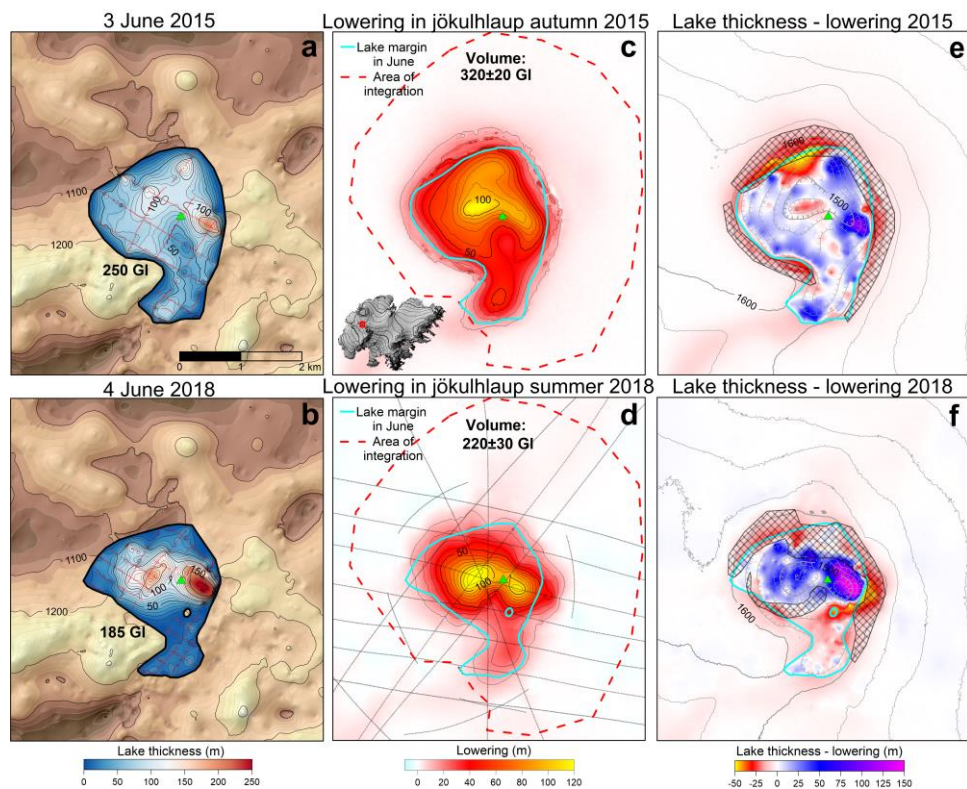 3 June 2015
a
1100
100
100
1200
50
250 Gl
0 1 2 km
Lowering in jökulhlaup autumn 2015
c
Lake margin
in June
Area of
integration
Volume:
320±20 Gl
100
50
Lake thickness - lowering 2015
e
1600
1500
1600
4 June 2018
b
1100
150
100
1200
50
185 Gl
Lake thickness (m)
0 50 100 150 200 250
Lowering in jökulhlaup summer 2018
d
Lake margin
in June
Area of
integration
Volume:
220±30 Gl
50
100
Lowering (m)
0 20 40 60 80 100 120
Lake thickness - lowering 2018
f
1600
Lake thickness - lowering (m)
-50 -25 0 25 50 75 100 125 150